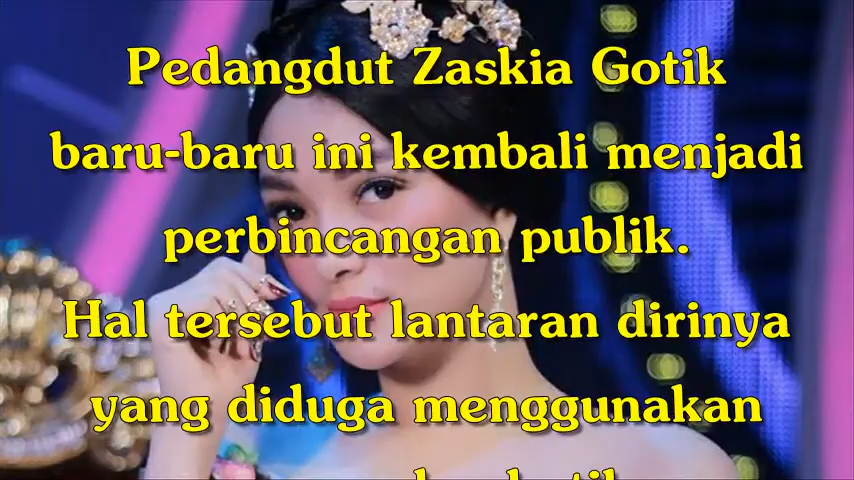 Pedangdut Zaskia Gotik
baru-baru ini kembali menjadi
perbincangan publik.
Hal tersebut lantaran dirinya
yang diduga menggunakan